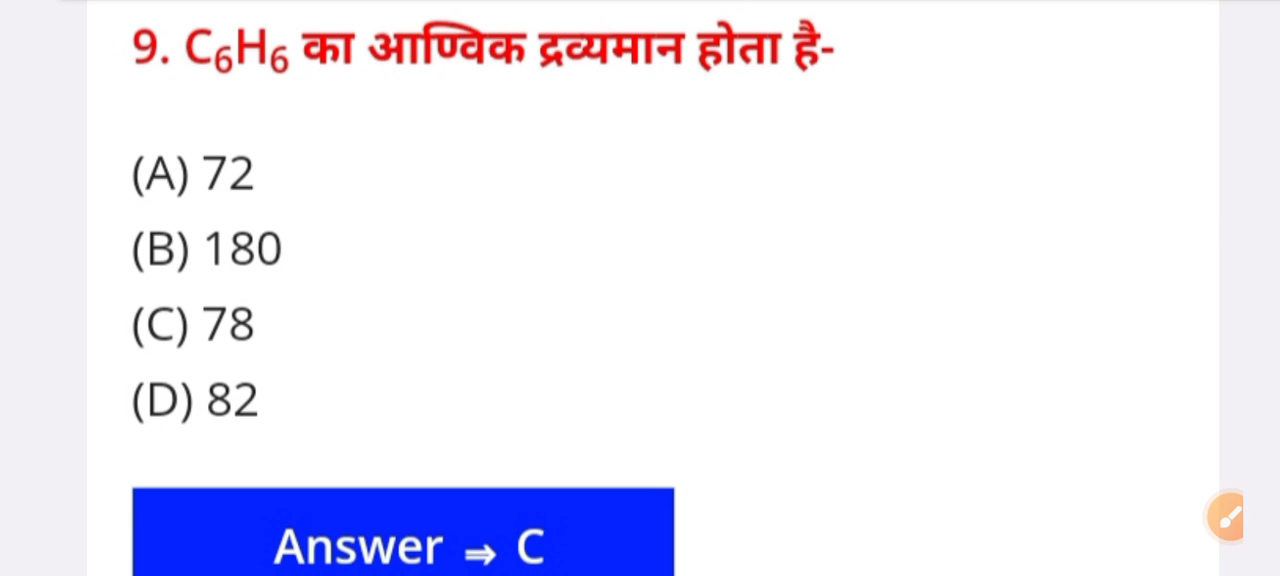 9. C₆H₆ का आण्विक द्रव्यमान होता है-
(A) 72
(B) 180
(C) 78
(D) 82
Answer ⇒ C